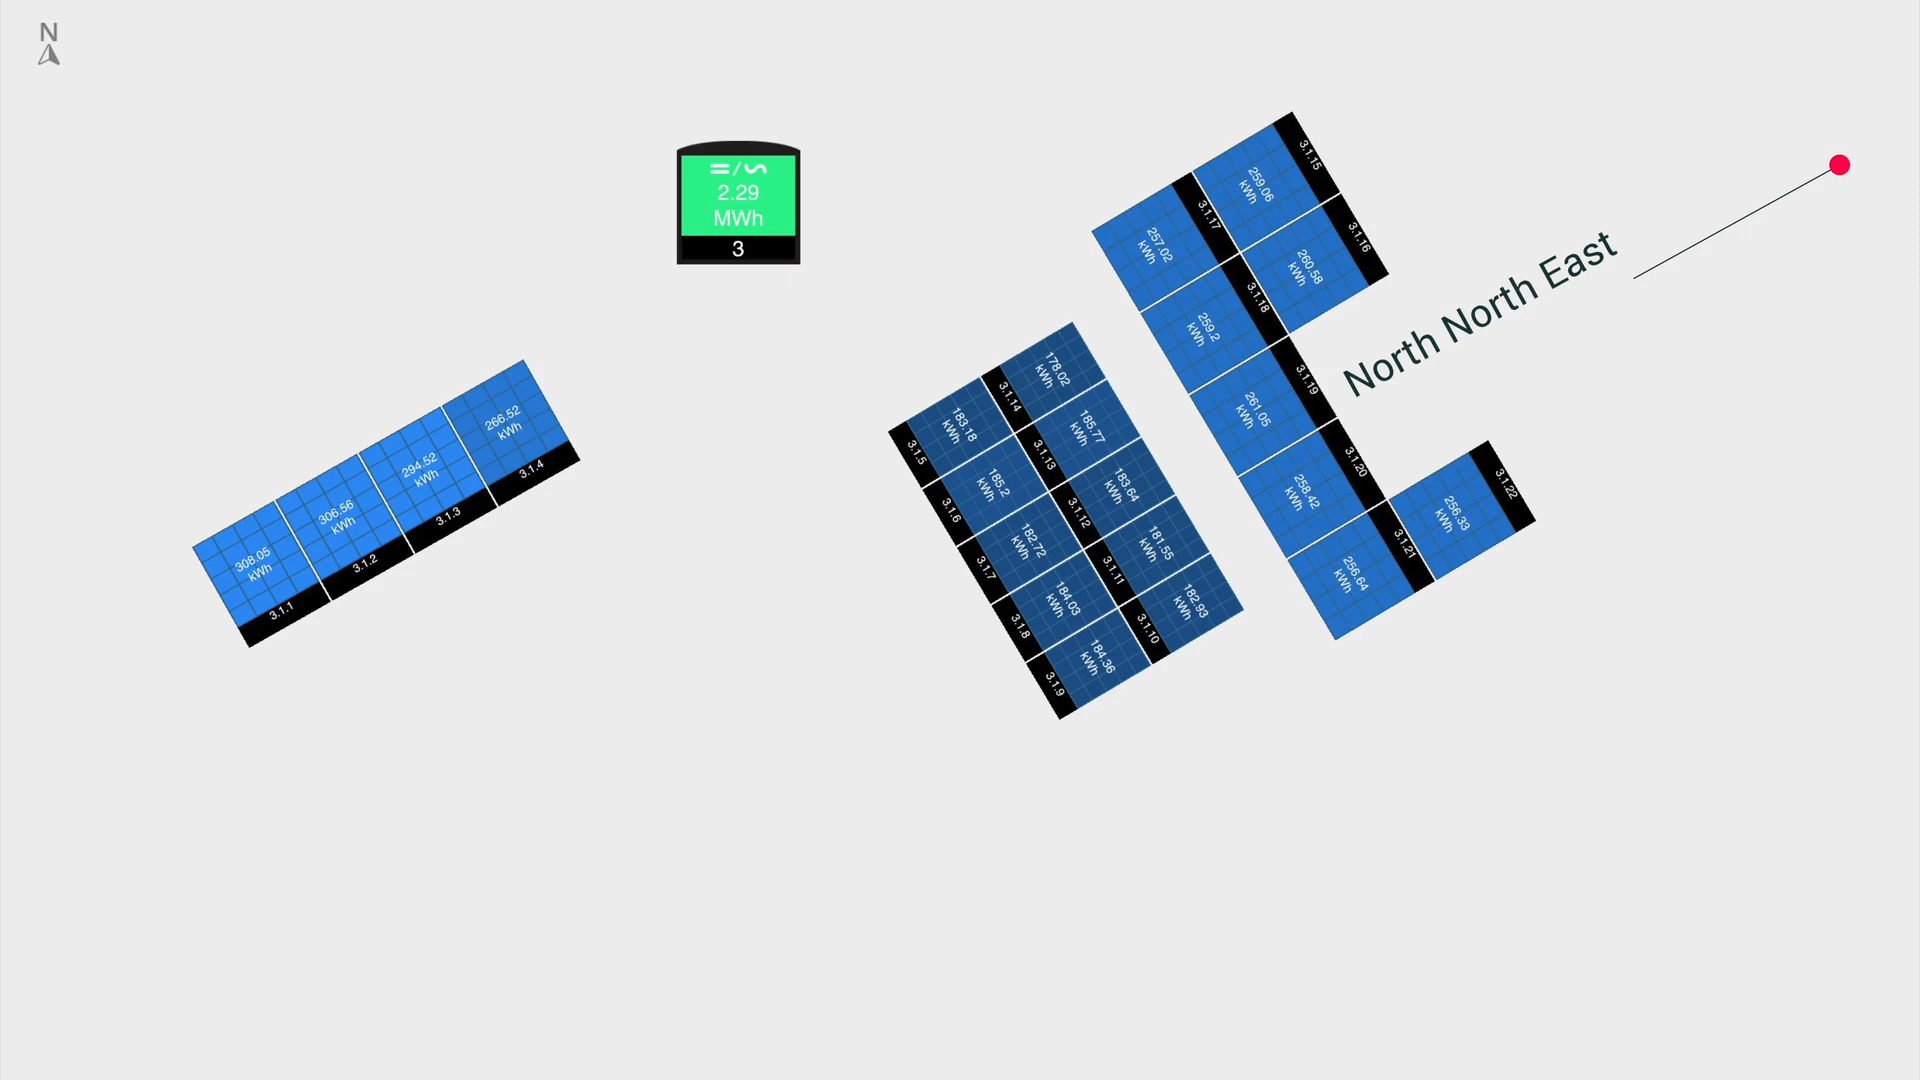 N
2.29
MWh
3
308.05
kWh
3.1.1
306.56
kWh
3.1.2
294.52
kWh
3.1.3
266.52
kWh
3.1.4
183.18
kWh
3.1.5
185.2
kWh
3.1.6
182.72
kWh
3.1.7
184.03
kWh
3.1.8
184.36
kWh
3.1.9
178.02
kWh
3.1.14
185.77
kWh
3.1.13
183.64
kWh
3.1.12
181.55
kWh
3.1.11
182.93
kWh
3.1.10
259.06
kWh
3.1.15
260.58
kWh
3.1.16
257.02
kWh
3.1.17
259.2
kWh
3.1.18
261.05
kWh
3.1.19
258.42
kWh
3.1.20
256.64
kWh
3.1.21
256.33
kWh
3.1.22
North North East